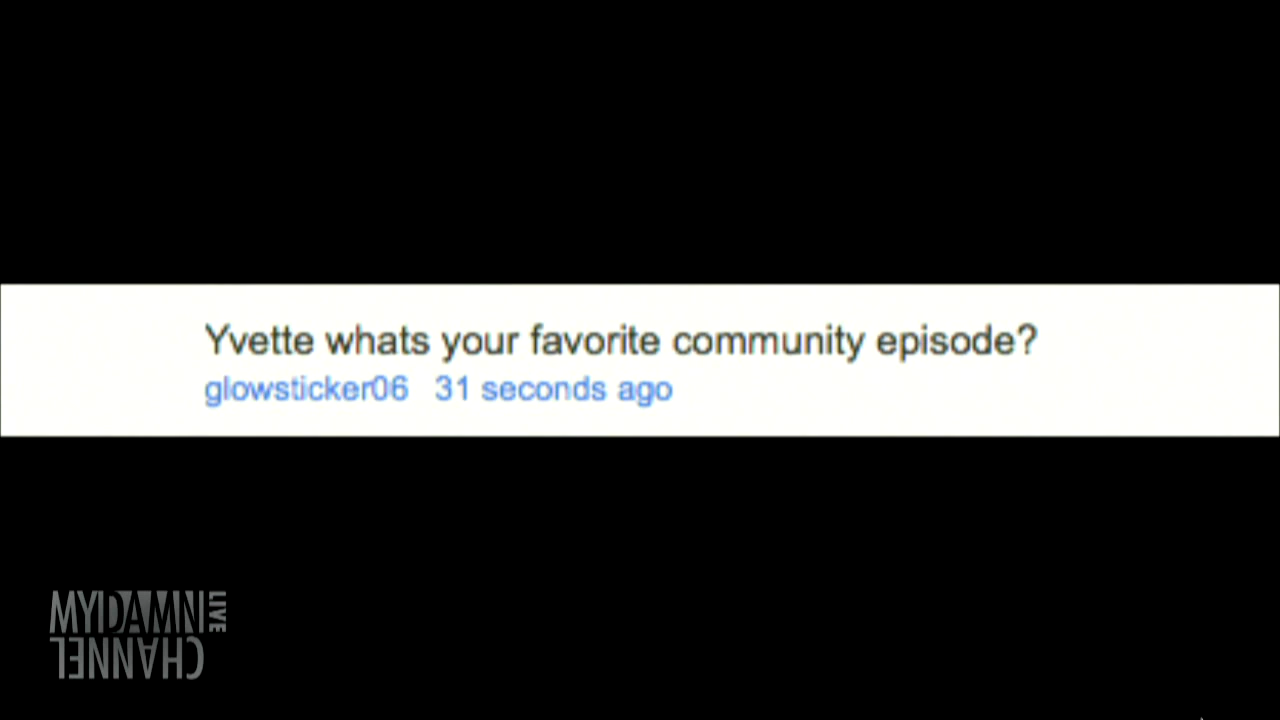 Yvette whats your favorite community episode?
glowsticker06 31 seconds ago
MYDAMN LIVE
CHANNEL